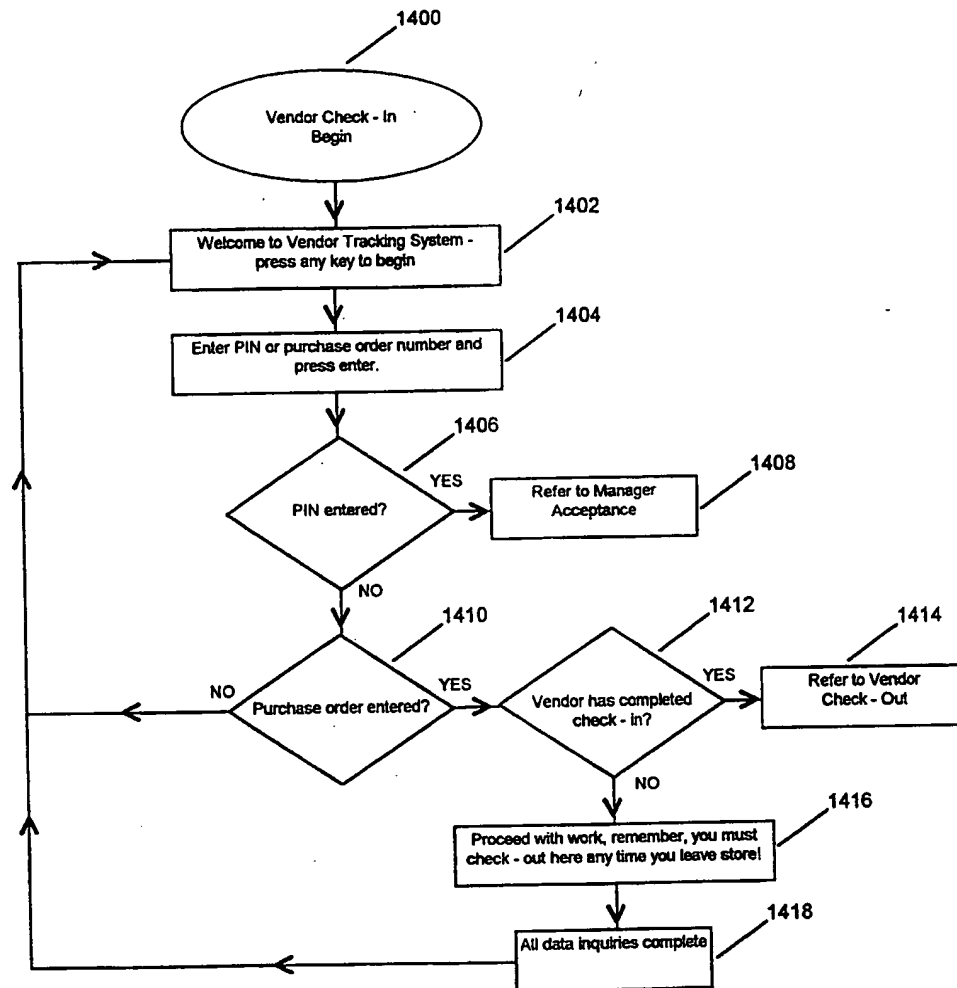 1400
Vendor Check - In
Begin
1402
Welcome to Vendor Tracking System -
press any key to begin
1404
Enter PIN or purchase order number and
press enter.
1406
PIN entered?
YES
1408
Refer to Manager
Acceptance
NO
1410
Purchase order entered?
NO
YES
1412
Vendor has completed
check - in?
YES
1414
Refer to Vendor
Check - Out
NO
1416
Proceed with work, remember, you must
check - out here any time you leave store!
1418
All data inquiries complete